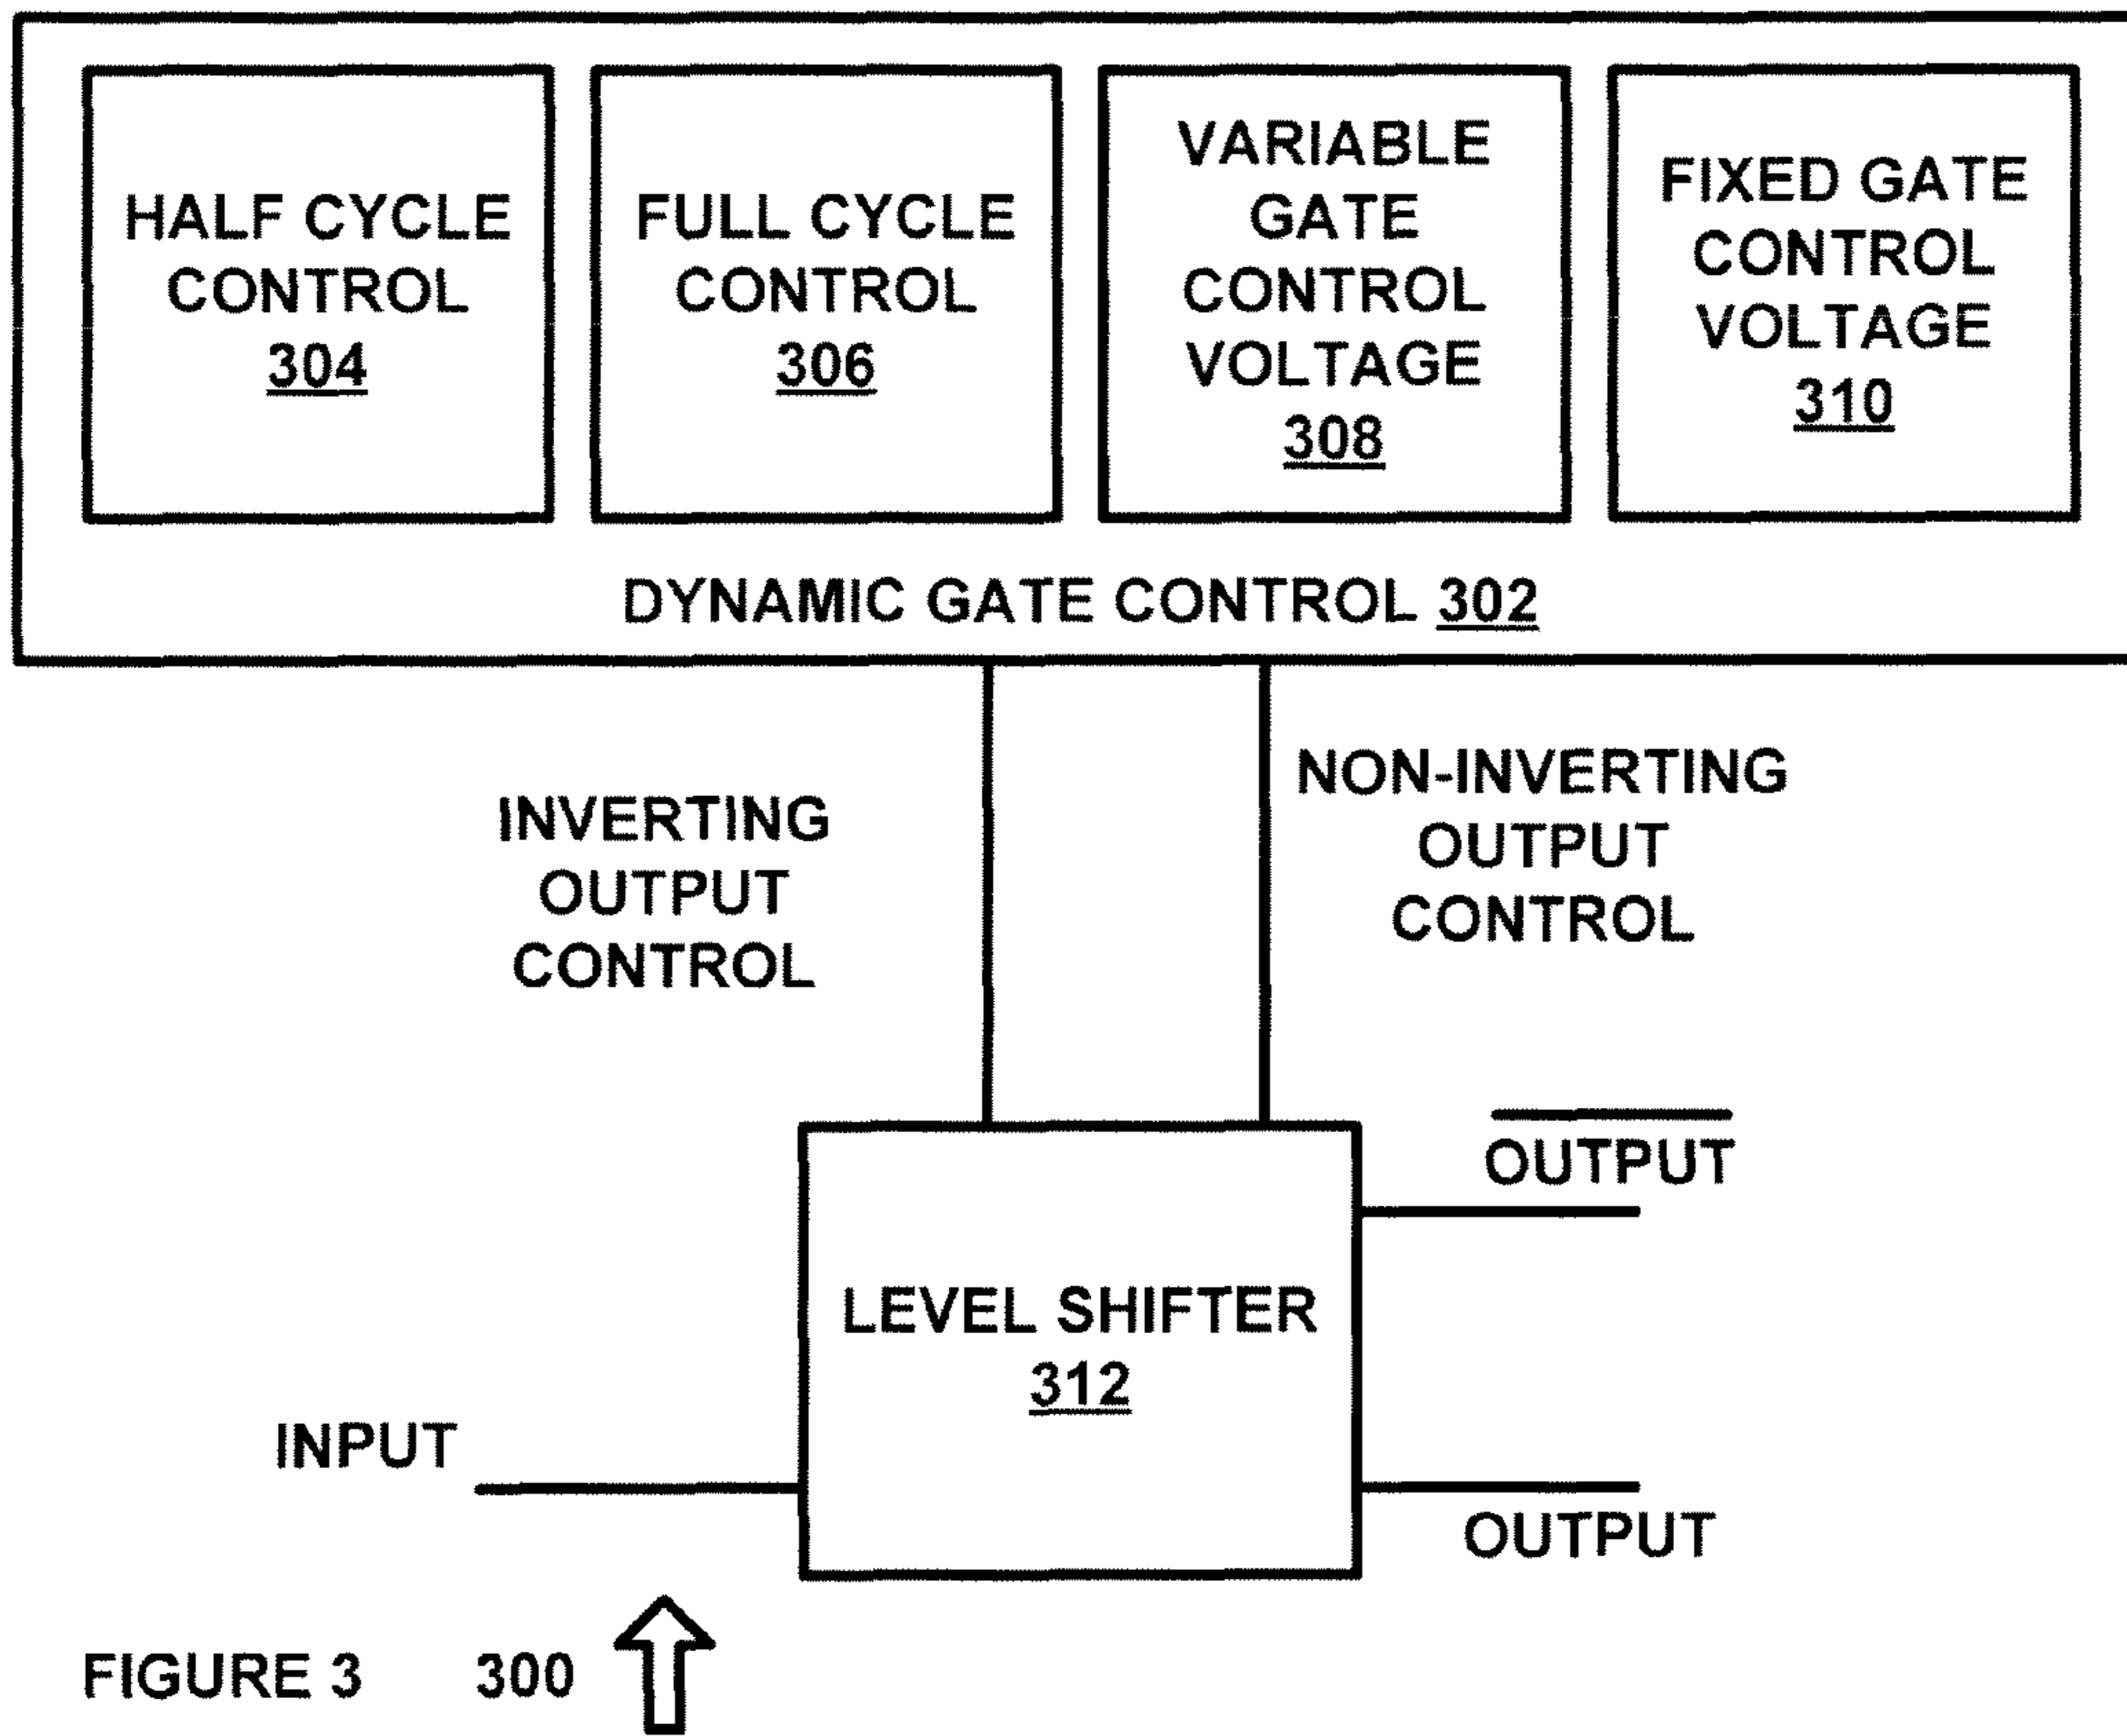 HALF CYCLE
CONTROL
304
FULL CYCLE
CONTROL
306
VARIABLE
GATE
CONTROL
VOLTAGE
308
FIXED GATE
CONTROL
VOLTAGE
310
DYNAMIC GATE CONTROL 302
INVERTING
OUTPUT
CONTROL
NON-INVERTING
OUTPUT
CONTROL
OUTPUT
LEVEL SHIFTER
312
INPUT
OUTPUT
FIGURE 3 300